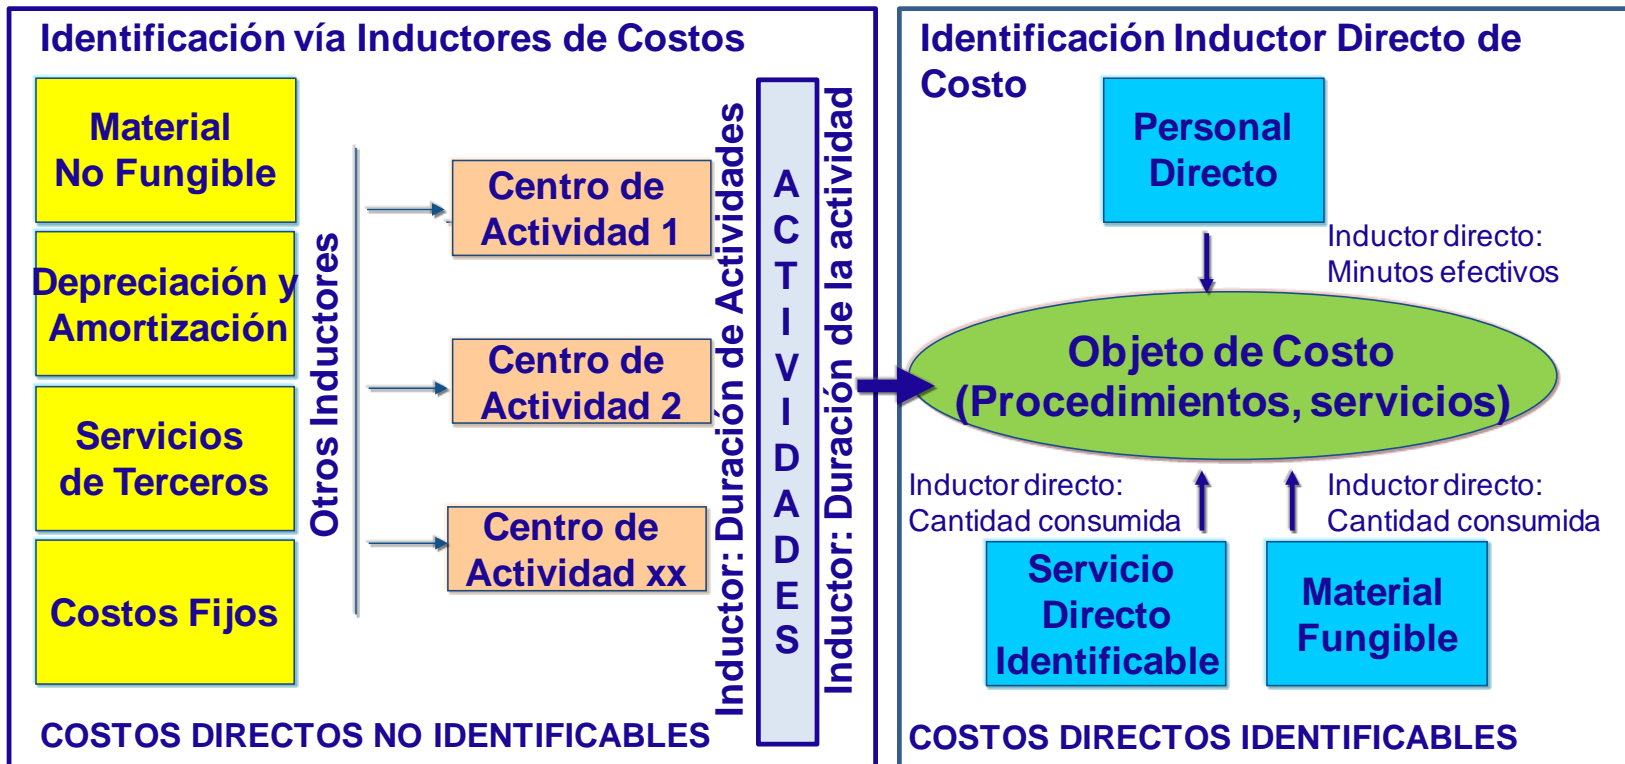 Identificación vía Inductores de Costos
Material
No Fungible
Depreciación y
Amortización
Servicios
de Terceros
Costos Fijos
Otros Inductores
Centro de
Actividad 1
Centro de
Actividad 2
Centro de
Actividad xx
Inductor: Duración de Actividades
ACTIVIDADES
Inductor: Duración de la actividad
COSTOS DIRECTOS NO IDENTIFICABLES
Identificación Inductor Directo de
Costo
Personal
Directo
Inductor directo:
Minutos efectivos
Objeto de Costo
(Procedimientos, servicios)
Inductor directo:
Cantidad consumida
Inductor directo:
Cantidad consumida
Servicio
Directo
Identificable
Material
Fungible
COSTOS DIRECTOS IDENTIFICABLES